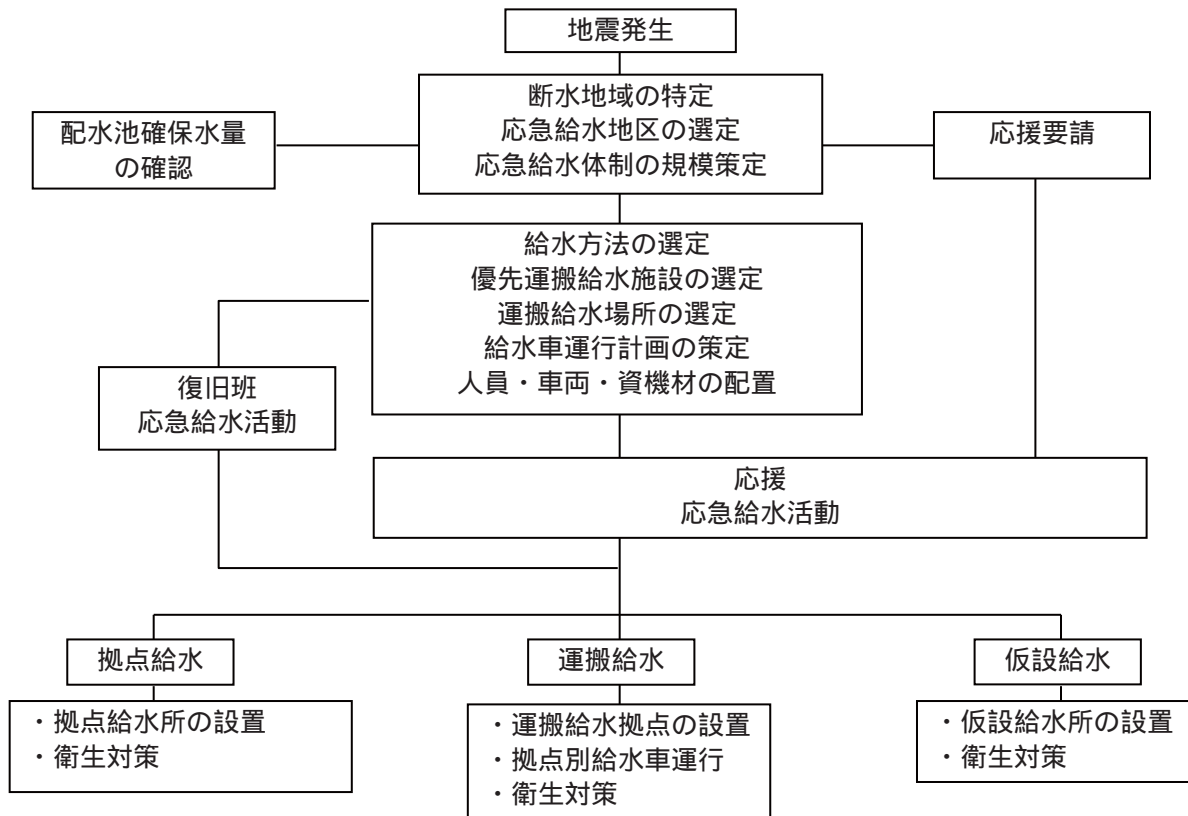 地震発生
断水地域の特定
応急給水地区の選定
応急給水体制の規模策定
配水池確保水量
の確認
応援要請
給水方法の選定
優先運搬給水施設の選定
運搬給水場所の選定
給水車運行計画の策定
人員・車両・資機材の配置
復旧班
応急給水活動
応援
応急給水活動
拠点給水
・拠点給水所の設置
・衛生対策
運搬給水
・運搬給水拠点の設置
・拠点別給水車運行
・衛生対策
仮設給水
・仮設給水所の設置
・衛生対策